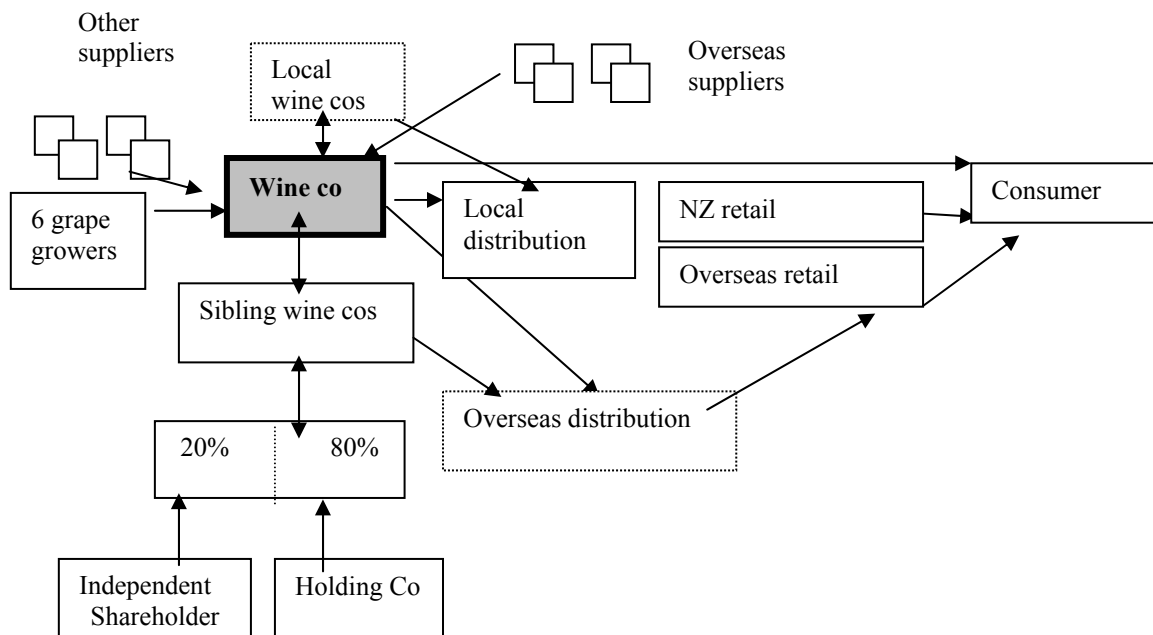 Other
suppliers
Local
wine cos
Overseas
suppliers
Wine co
6 grape
growers
Local
distribution
NZ retail
Consumer
Overseas retail
Sibling wine cos
Overseas distribution
20%
80%
Independent
Shareholder
Holding Co